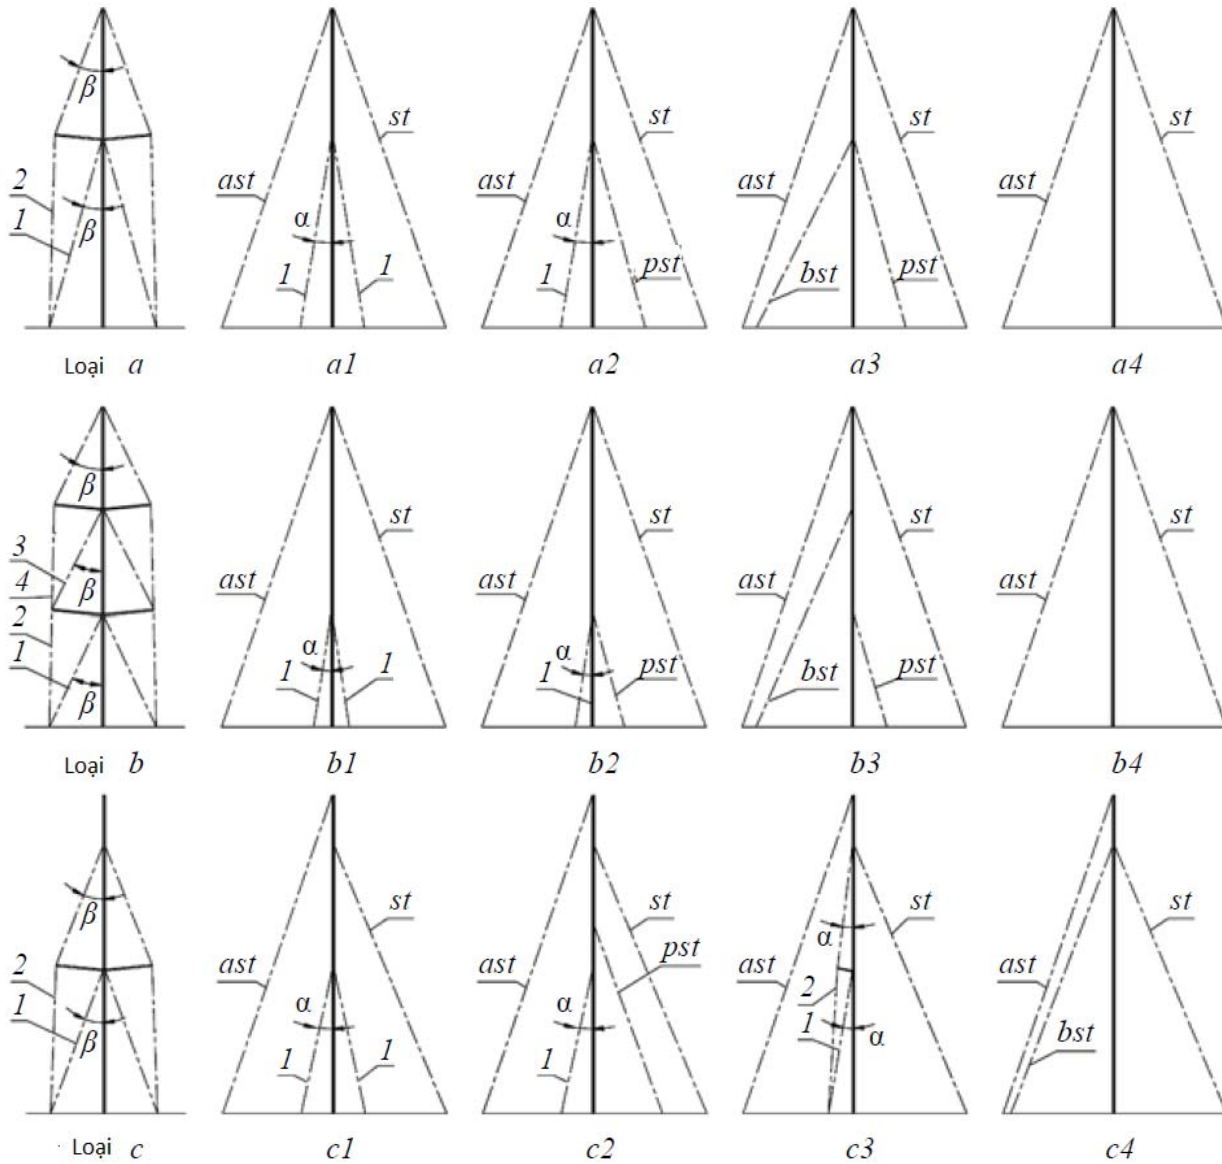 β
2
1
β
Loại a
ast
st
α
1
1
a1
ast
st
α
1
pst
a2
ast
st
bst
pst
a3
ast
st
a4
β
3
4
2
1
β
β
Loại b
ast
st
α
1
1
b1
ast
st
α
1
pst
b2
ast
st
bst
pst
b3
ast
st
b4
β
2
1
β
Loại c
ast
st
α
1
1
c1
ast
st
pst
α
1
c2
ast
st
α
2
1
α
c3
ast
st
bst
c4